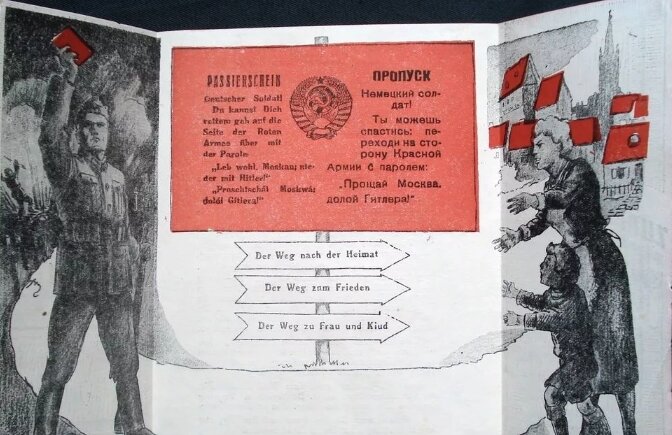 PASSIERSCHEIN
Deutscher Soldat!
Du kannst Dich
retten: geh auf die
Seite der Roten
Armee über mit
der Parole:
„Leb wohl, Moskau; nie-
der mit Hitler!"
„Proschtschai Moskwa;
doloi Gitlera!"
ПРОПУСК
Немецкий сол-
дат!
Ты можешь
спастись: пе-
реходи на сто-
рону Красной
Армии с паролем:
„Прощай Москва,
долой Гитлера!"
Der Weg nach der Heimat
Der Weg zum Frieden
Der Weg zu Frau und Kiud